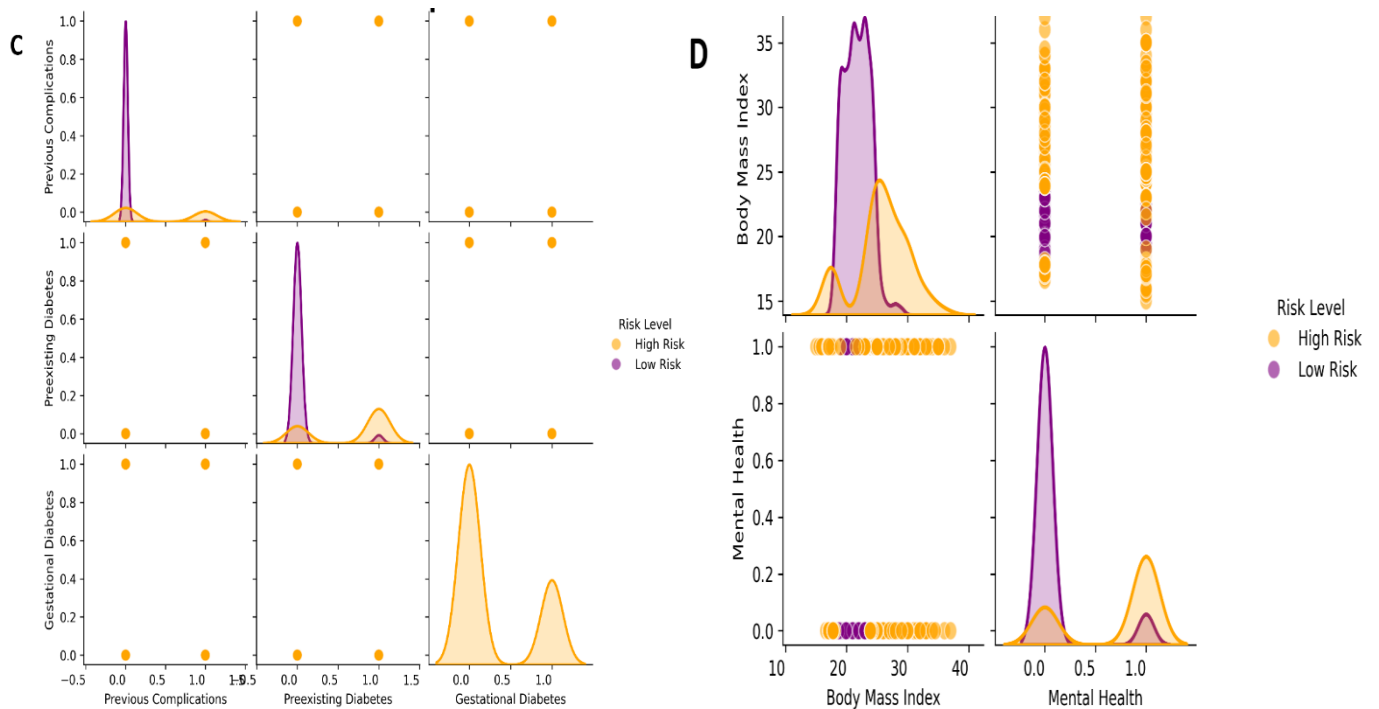 C
Previous Complications
1.0
0.8
0.6
0.4
0.2
0.0
Preexisting Diabetes
1.0
0.8
0.6
0.4
0.2
0.0
Gestational Diabetes
1.0
0.8
0.6
0.4
0.2
0.0
−0.5 0.0 0.5 1.0 1.5
Previous Complications
−0.5 0.0 0.5 1.0 1.5
Preexisting Diabetes
0.0 0.5 1.0
Gestational Diabetes
Risk Level
High Risk
Low Risk
D
Body Mass Index
35
30
25
20
15
Mental Health
1.0
0.8
0.6
0.4
0.2
0.0
10 20 30 40
Body Mass Index
0.0 1.0
Mental Health
Risk Level
High Risk
Low Risk